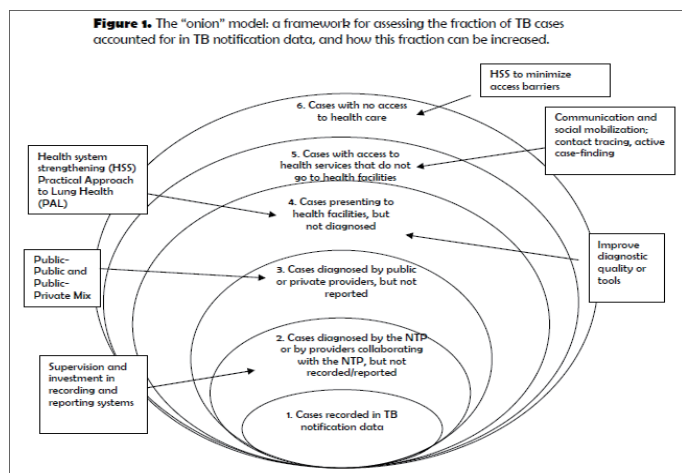 Figure 1. The "onion" model: a framework for assessing the fraction of TB cases
accounted for in TB notification data, and how this fraction can be increased.
HSS to minimize
access barriers
6. Cases with no access
to health care
Communication and
social mobilization;
contact tracing, active
case-finding
Health system
strengthening (HSS)
Practical Approach
to Lung Health
(PAL)
5. Cases with access to
health services that do not
go to health facilities
4. Cases presenting to
health facilities, but
not diagnosed
Improve
diagnostic
quality or
tools
Public-
Public and
Public-
Private Mix
3. Cases diagnosed by public
or private providers, but not
reported
2. Cases diagnosed by the NTP
or by providers collaborating
with the NTP, but not
recorded/reported
Supervision and
investment in
recording and
reporting systems
1. Cases recorded in TB
notification data